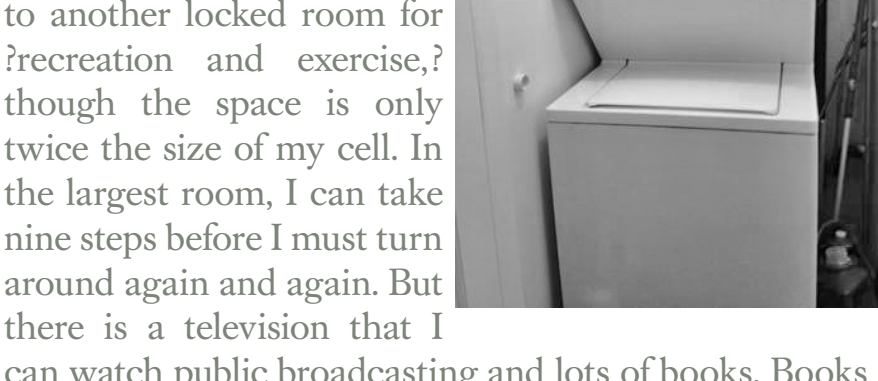 to another locked room for
?recreation and exercise,?
though the space is only
twice the size of my cell. In
the largest room, I can take
nine steps before I must turn
around again and again. But
there is a television that I
can watch public broadcasting and lots of books. Books